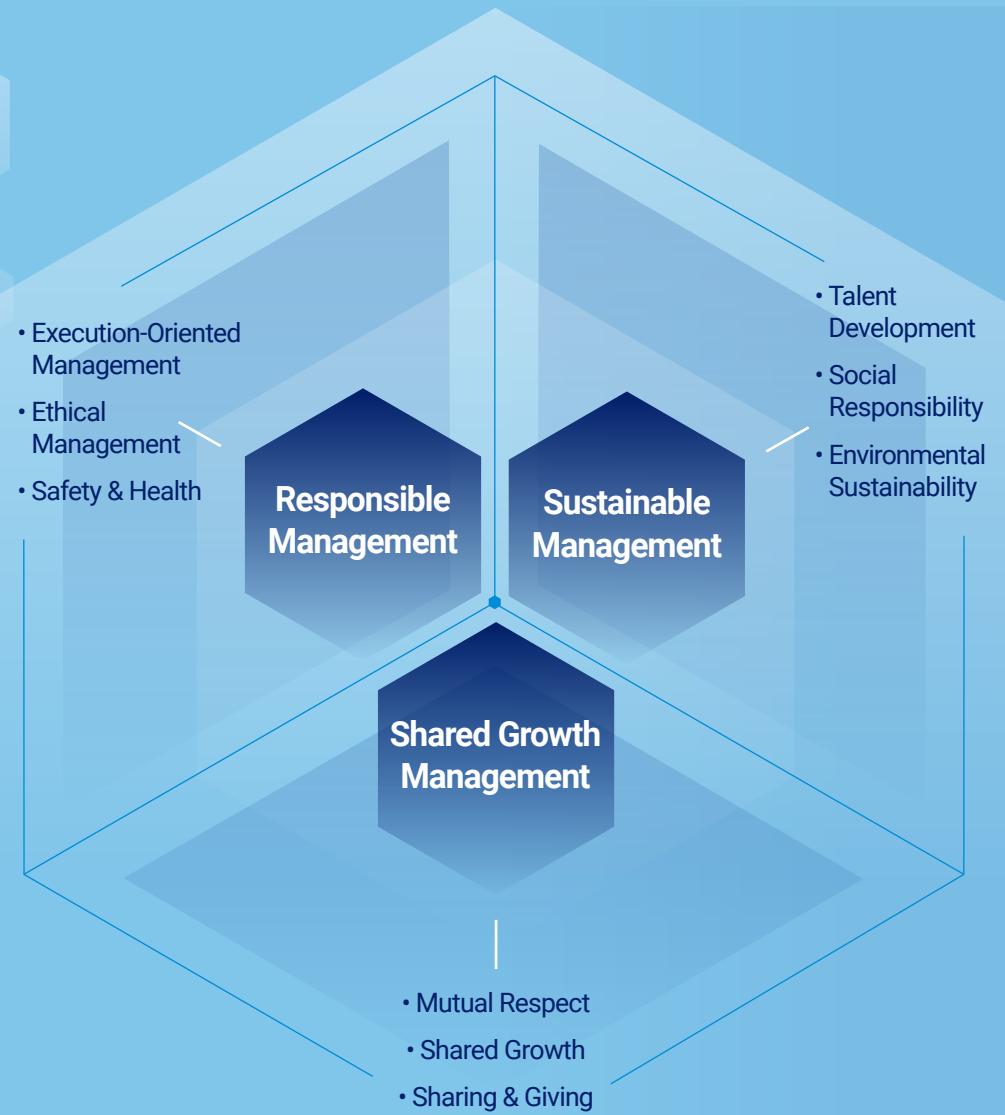 • Execution-Oriented
Management
• Ethical
Management
• Safety & Health
Responsible
Management
• Talent
Development
• Social
Responsibility
• Environmental
Sustainability
Sustainable
Management
Shared Growth
Management
• Mutual Respect
• Shared Growth
• Sharing & Giving